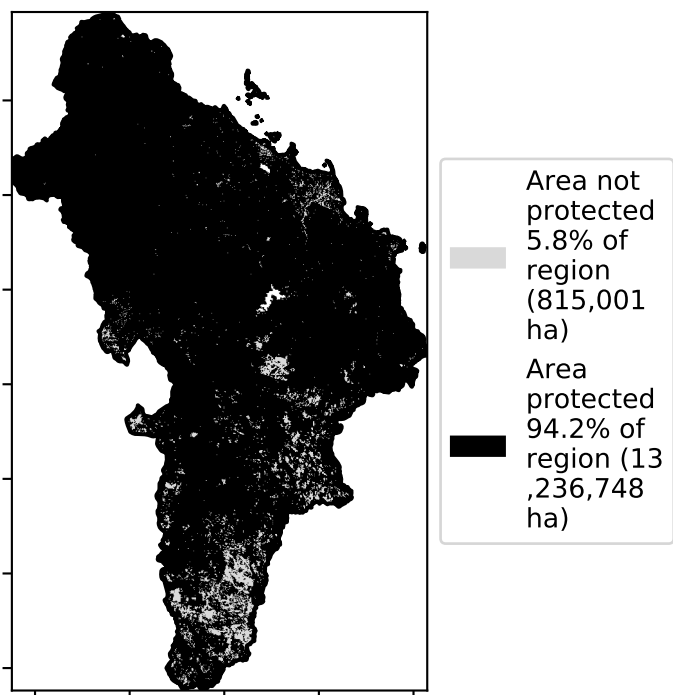 Area not
protected
5.8% of
region
(815,001
ha)
Area
protected
94.2% of
region (13
,236,748
ha)